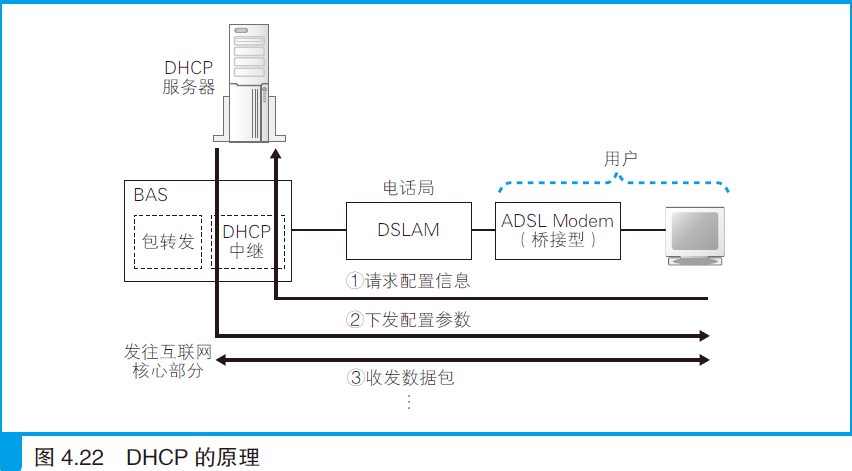 DHCP
服务器
用户
电话局
BAS
包转发
DHCP
中继
DSLAM
ADSL Modem
(桥接型)
①请求配置信息
②下发配置参数
发往互联网
核心部分
③收发数据包
⋮
图 4.22 DHCP 的原理